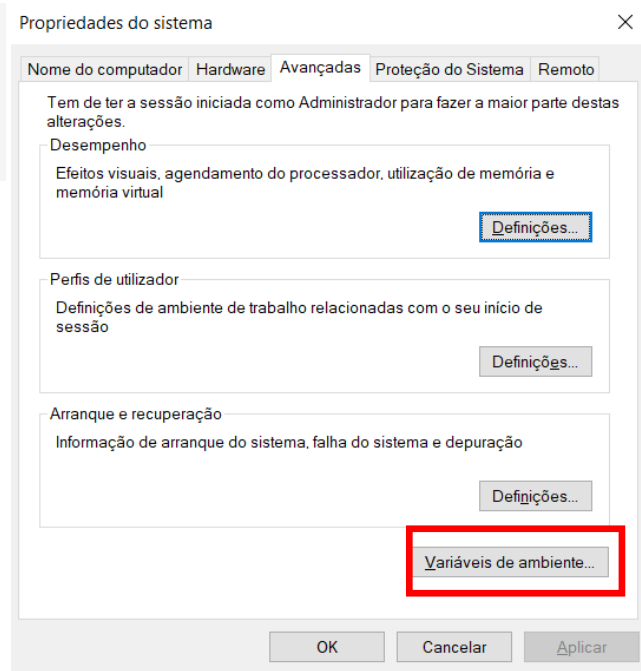 Propriedades do sistema
Nome do computador Hardware Avançadas Proteção do Sistema Remoto
Tem de ter a sessão iniciada como Administrador para fazer a maior parte destas
alterações.
Desempenho
Efeitos visuais, agendamento do processador, utilização de memória e
memória virtual
Definições...
Perfis de utilizador
Definições de ambiente de trabalho relacionadas com o seu início de
sessão
Definições...
Arranque e recuperação
Informação de arranque do sistema, falha do sistema e depuração
Definições...
Variáveis de ambiente...
OK Cancelar Aplicar